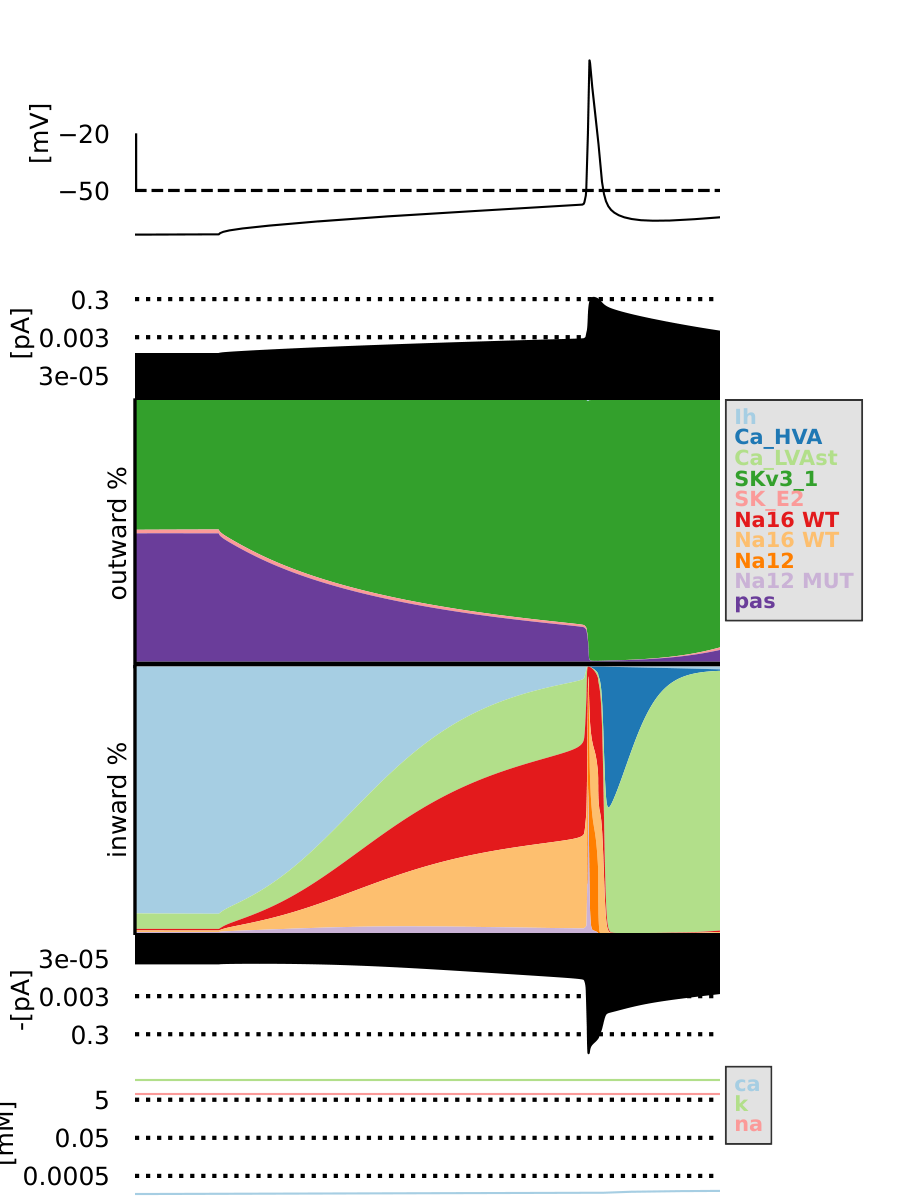 [mV]
−20
−50
[pA]
0.3
0.003
3e-05
outward %
Ih
Ca_HVA
Ca_LVAst
SKv3_1
SK_E2
Na16 WT
Na16 WT
Na12
Na12 MUT
pas
inward %
-[pA]
3e-05
0.003
0.3
[mM]
5
0.05
0.0005
ca
k
na